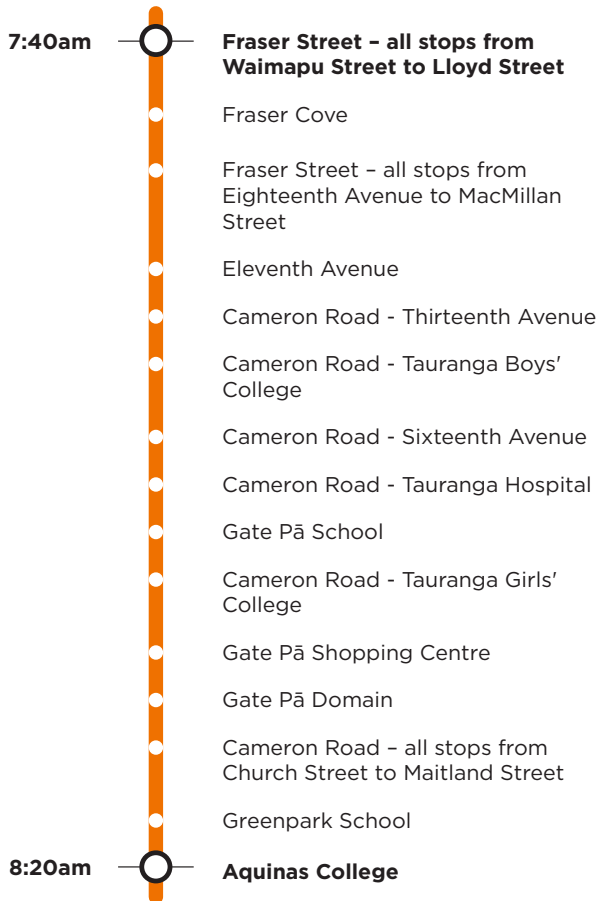 7:40am
Fraser Street – all stops from
Waimapu Street to Lloyd Street
Fraser Cove
Fraser Street – all stops from
Eighteenth Avenue to MacMillan
Street
Eleventh Avenue
Cameron Road - Thirteenth Avenue
Cameron Road - Tauranga Boys'
College
Cameron Road - Sixteenth Avenue
Cameron Road - Tauranga Hospital
Gate Pā School
Cameron Road - Tauranga Girls'
College
Gate Pā Shopping Centre
Gate Pā Domain
Cameron Road – all stops from
Church Street to Maitland Street
Greenpark School
8:20am
Aquinas College